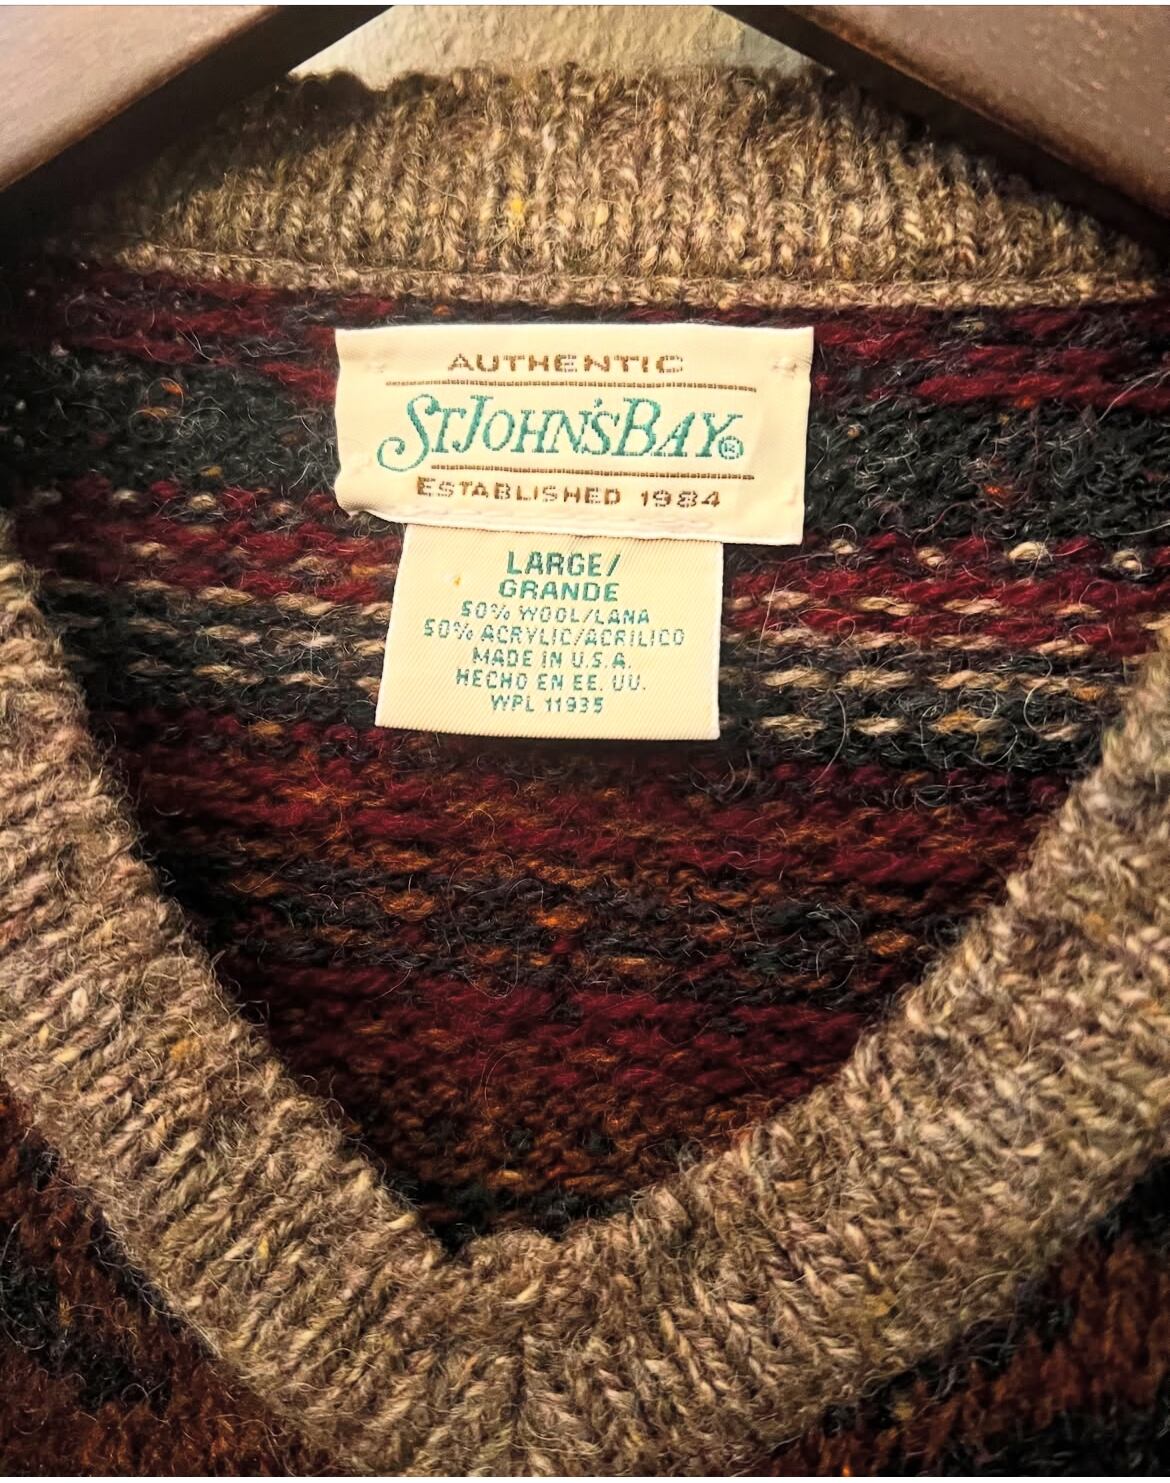 AUTHENTIC
ST JOHN'S BAY®
ESTABLISHED 1984
LARGE/
GRANDE
50% WOOL/LANA
50% ACRYLIC/ACRILICO
MADE IN U.S.A.
HECHO EN EE. UU.
WPL 11935